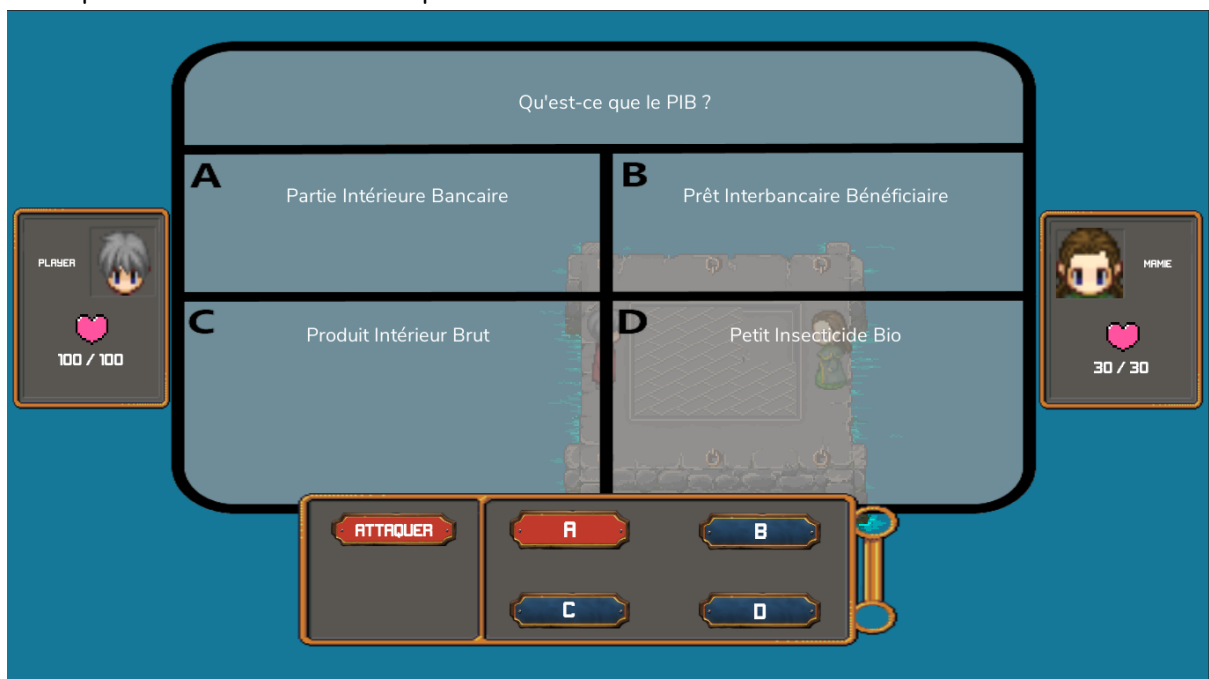 Qu'est-ce que le PIB ?
A
Partie Intérieure Bancaire
B
Prêt Interbancaire Bénéficiaire
PLAYER
100 / 100
MAMIE
30 / 30
C
Produit Intérieur Brut
D
Petit Insecticide Bio
ATTAQUER
A
B
C
D